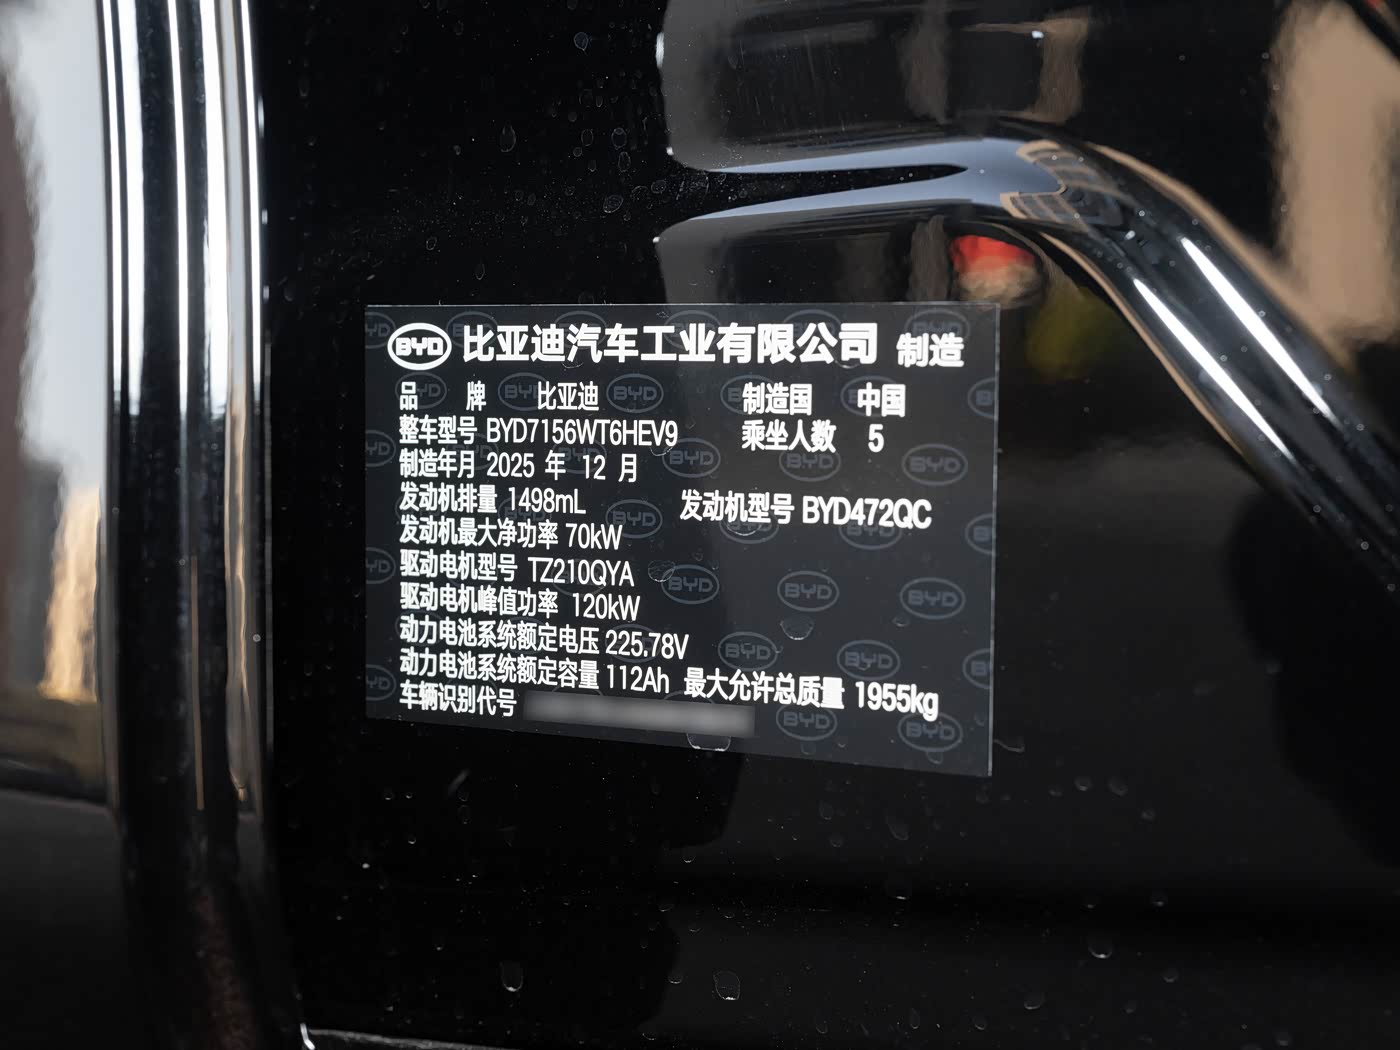 BYD 比亚迪汽车工业有限公司 制造
品 牌 比亚迪 制造国 中国
整车型号 BYD7156WT6HEV9 乘坐人数 5
制造年月 2025 年 12 月
发动机排量 1498mL 发动机型号 BYD472QC
发动机最大净功率 70kW
驱动电机型号 TZ210QYA
驱动电机峰值功率 120kW
动力电池系统额定电压 225.78V
动力电池系统额定容量 112Ah 最大允许总质量 1955kg
车辆识别代号